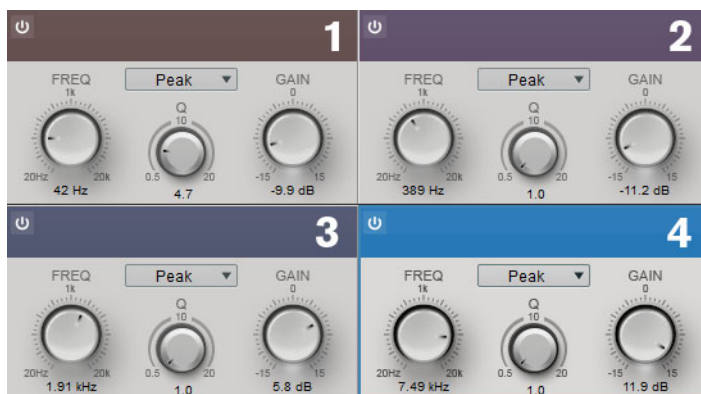 1
FREQ Peak GAIN
1k Q 0
10
20Hz 20k 0.5 20 -15 15
42 Hz 4.7 -9.9 dB
2
FREQ Peak GAIN
1k Q 0
10
20Hz 20k 0.5 20 -15 15
389 Hz 1.0 -11.2 dB
3
FREQ Peak GAIN
1k Q 0
10
20Hz 20k 0.5 20 -15 15
1.91 kHz 1.0 5.8 dB
4
FREQ Peak GAIN
1k Q 0
10
20Hz 20k 0.5 20 -15 15
7.49 kHz 1.0 11.9 dB